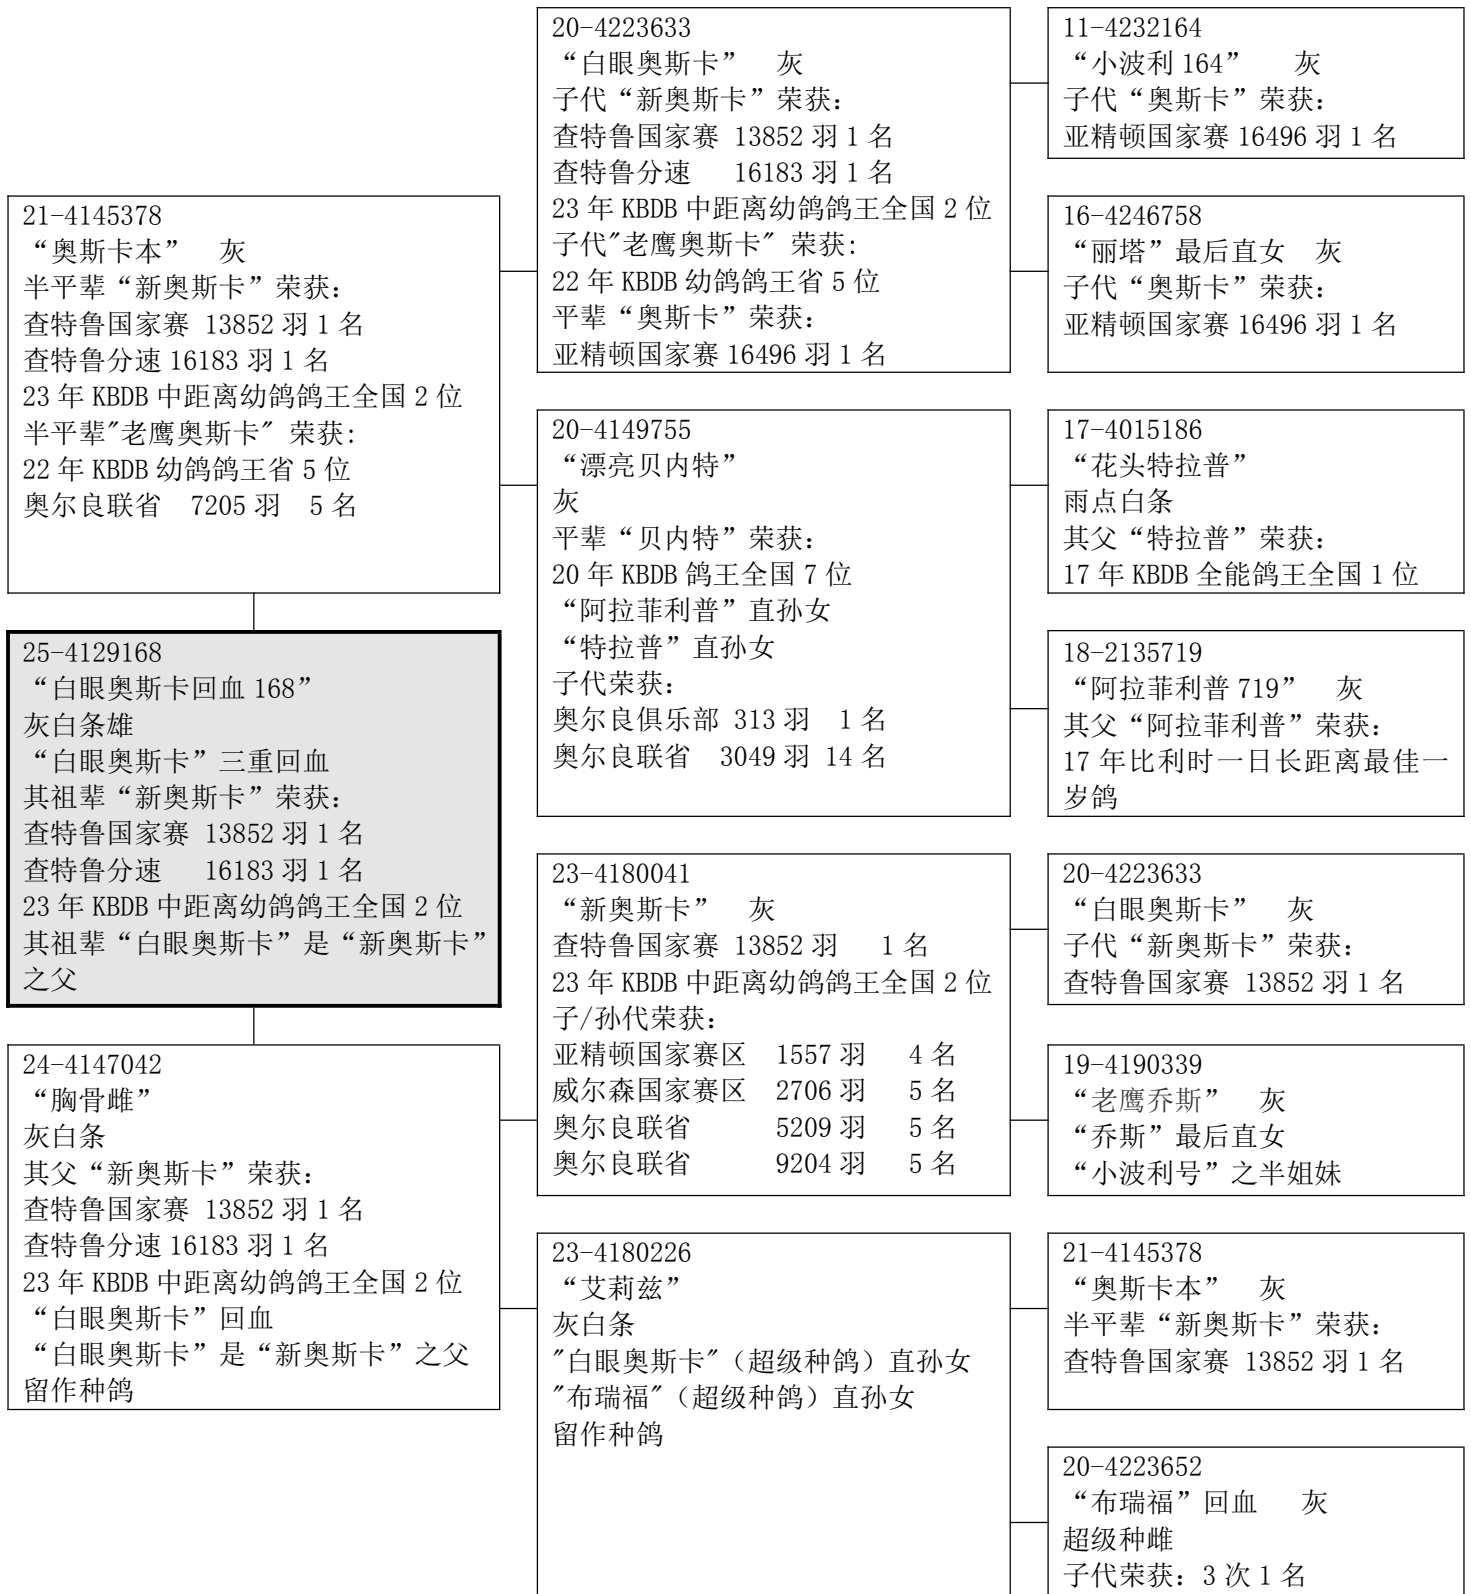 21-4145378
“奥斯卡本” 灰
半平辈“新奥斯卡”荣获：
查特鲁国家赛 13852 羽 1 名
查特鲁分速 16183 羽 1 名
23 年 KBDB 中距离幼鸽鸽王全国 2 位
半平辈"老鹰奥斯卡" 荣获:
22 年 KBDB 幼鸽鸽王省 5 位
奥尔良联省 7205 羽 5 名
25-4129168
“白眼奥斯卡回血 168”
灰白条雄
“白眼奥斯卡”三重回血
其祖辈“新奥斯卡”荣获：
查特鲁国家赛 13852 羽 1 名
查特鲁分速 16183 羽 1 名
23 年 KBDB 中距离幼鸽鸽王全国 2 位
其祖辈“白眼奥斯卡”是“新奥斯卡”
之父
24-4147042
“胸骨雌”
灰白条
其父“新奥斯卡”荣获：
查特鲁国家赛 13852 羽 1 名
查特鲁分速 16183 羽 1 名
23 年 KBDB 中距离幼鸽鸽王全国 2 位
“白眼奥斯卡”回血
“白眼奥斯卡”是“新奥斯卡”之父
留作种鸽
20-4223633
“白眼奥斯卡” 灰
子代“新奥斯卡”荣获：
查特鲁国家赛 13852 羽 1 名
查特鲁分速 16183 羽 1 名
23 年 KBDB 中距离幼鸽鸽王全国 2 位
子代"老鹰奥斯卡" 荣获:
22 年 KBDB 幼鸽鸽王省 5 位
平辈“奥斯卡”荣获：
亚精顿国家赛 16496 羽 1 名
20-4149755
“漂亮贝内特”
灰
平辈“贝内特”荣获：
20 年 KBDB 鸽王全国 7 位
“阿拉菲利普”直孙女
“特拉普”直孙女
子代荣获：
奥尔良俱乐部 313 羽 1 名
奥尔良联省 3049 羽 14 名
23-4180041
“新奥斯卡” 灰
查特鲁国家赛 13852 羽 1 名
23 年 KBDB 中距离幼鸽鸽王全国 2 位
子/孙代荣获：
亚精顿国家赛区 1557 羽 4 名
威尔森国家赛区 2706 羽 5 名
奥尔良联省 5209 羽 5 名
奥尔良联省 9204 羽 5 名
23-4180226
“艾莉兹”
灰白条
"白眼奥斯卡"（超级种鸽）直孙女
"布瑞福"（超级种鸽）直孙女
留作种鸽
11-4232164
“小波利 164” 灰
子代“奥斯卡”荣获：
亚精顿国家赛 16496 羽 1 名
16-4246758
“丽塔”最后直女 灰
子代“奥斯卡”荣获：
亚精顿国家赛 16496 羽 1 名
17-4015186
“花头特拉普”
雨点白条
其父“特拉普”荣获：
17 年 KBDB 全能鸽王全国 1 位
18-2135719
“阿拉菲利普 719” 灰
其父“阿拉菲利普”荣获：
17 年比利时一日长距离最佳一
岁鸽
20-4223633
“白眼奥斯卡” 灰
子代“新奥斯卡”荣获：
查特鲁国家赛 13852 羽 1 名
19-4190339
“老鹰乔斯” 灰
“乔斯”最后直女
“小波利号”之半姐妹
21-4145378
“奥斯卡本” 灰
半平辈“新奥斯卡”荣获：
查特鲁国家赛 13852 羽 1 名
20-4223652
“布瑞福”回血 灰
超级种雌
子代荣获：3 次 1 名